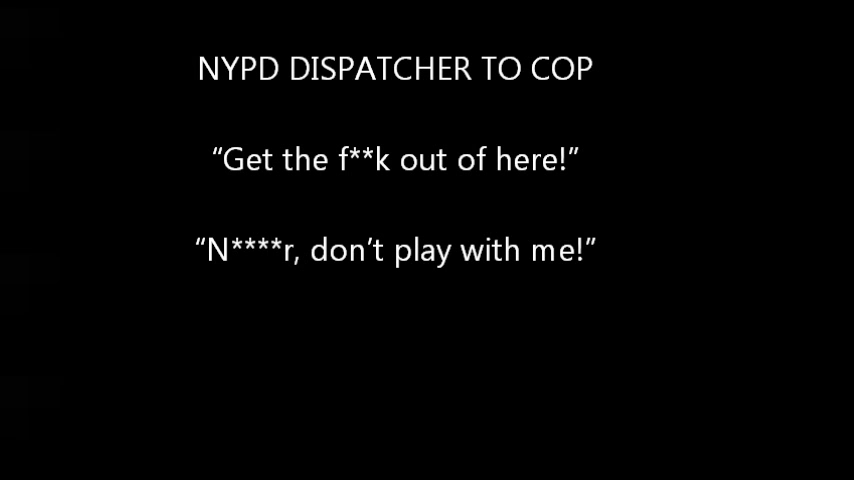 NYPD DISPATCHER TO COP
“Get the f**k out of here!”
“N****r, don’t play with me!”